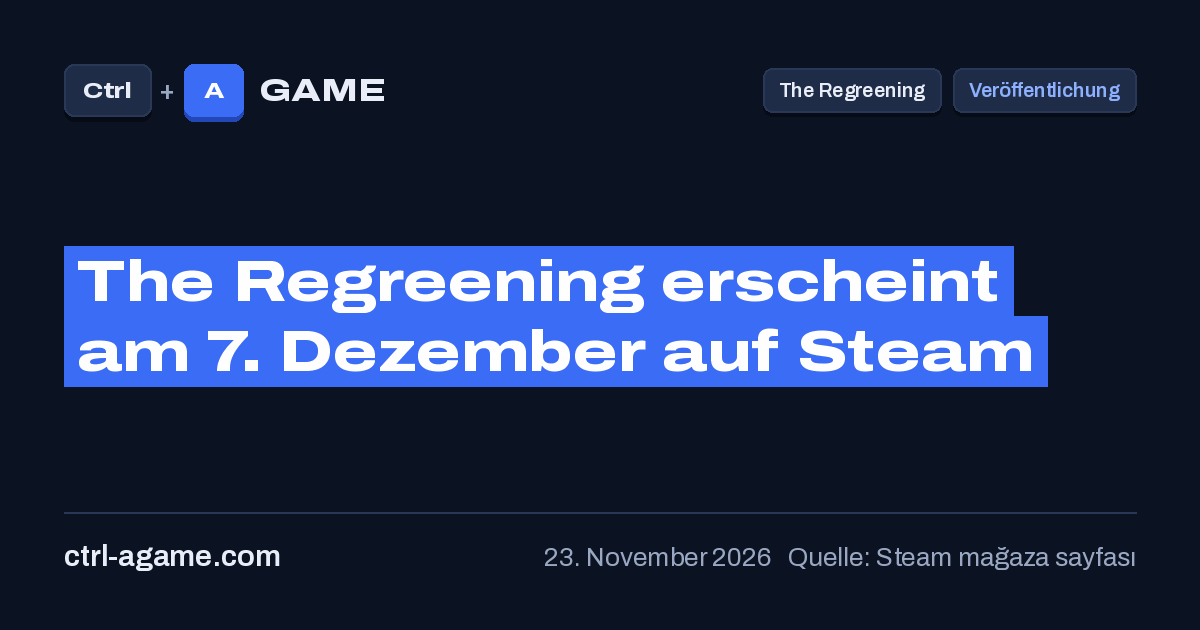 Ctrl + A GAME
The Regreening
Veröffentlichung
The Regreening erscheint
am 7. Dezember auf Steam
ctrl-agame.com
23. November 2026 Quelle: Steam mağaza sayfası